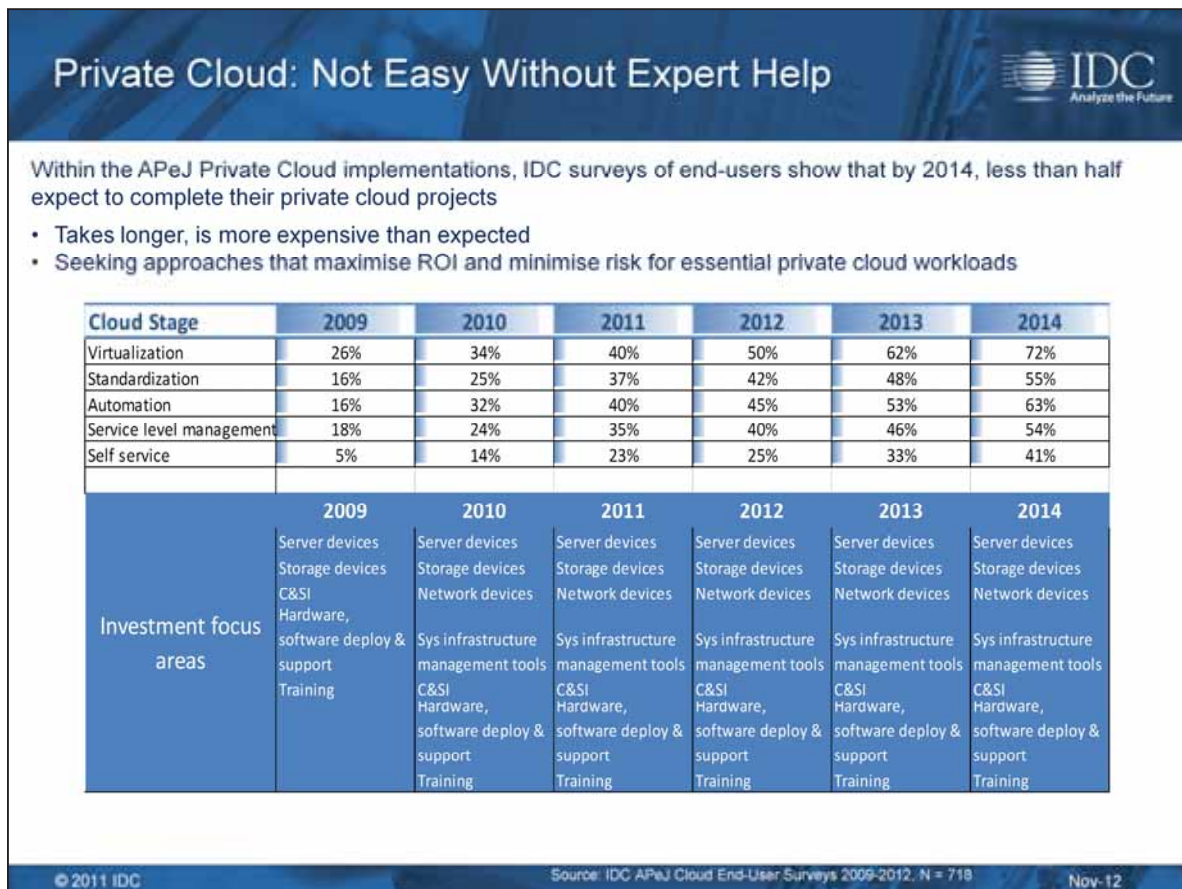 Private Cloud: Not Easy Without Expert Help
IDC
Analyze the Future
Within the APeJ Private Cloud implementations, IDC surveys of end-users show that by 2014, less than half
expect to complete their private cloud projects
• Takes longer, is more expensive than expected
• Seeking approaches that maximise ROI and minimise risk for essential private cloud workloads
Cloud Stage 2009 2010 2011 2012 2013 2014
Virtualization 26% 34% 40% 50% 62% 72%
Standardization 16% 25% 37% 42% 48% 55%
Automation 16% 32% 40% 45% 53% 63%
Service level management 18% 24% 35% 40% 46% 54%
Self service 5% 14% 23% 25% 33% 41%
2009 2010 2011 2012 2013 2014
Investment focus
areas
Server devices
Storage devices
C&SI
Hardware,
software deploy &
support
Training
Server devices
Storage devices
Network devices
Sys infrastructure
management tools
C&SI
Hardware,
software deploy &
support
Training
Server devices
Storage devices
Network devices
Sys infrastructure
management tools
C&SI
Hardware,
software deploy &
support
Training
Server devices
Storage devices
Network devices
Sys infrastructure
management tools
C&SI
Hardware,
software deploy &
support
Training
Server devices
Storage devices
Network devices
Sys infrastructure
management tools
C&SI
Hardware,
software deploy &
support
Training
Server devices
Storage devices
Network devices
Sys infrastructure
management tools
C&SI
Hardware,
software deploy &
support
Training
© 2011 IDC
Source: IDC APeJ Cloud End-User Surveys 2009-2012, N = 718
Nov-12